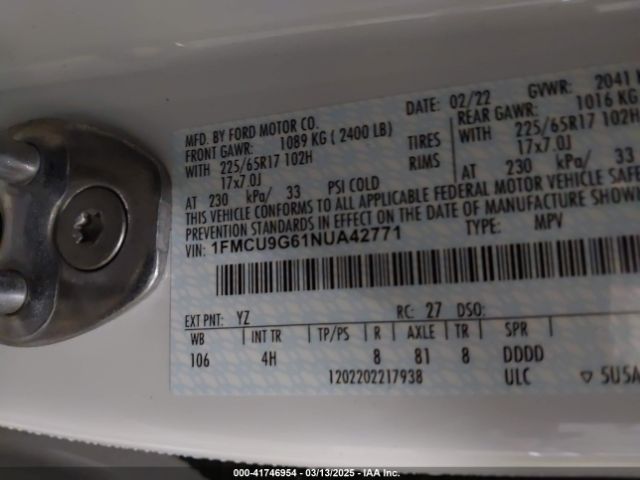 MFD. BY FORD MOTOR CO.
DATE: 02/22 GVWR: 2041 K
FRONT GAWR: 1089 KG ( 2400 LB) REAR GAWR: 1016 KG
WITH 225/65R17 102H TIRES WITH 225/65R17 102H
17x7.0J RIMS 17x7.0J
AT 230 kPa/ 33 PSI COLD AT 230 kPa/ 33
THIS VEHICLE CONFORMS TO ALL APPLICABLE FEDERAL MOTOR VEHICLE SAFE
PREVENTION STANDARDS IN EFFECT ON THE DATE OF MANUFACTURE SHOWN
VIN: 1FMCU9G61NUA42771 TYPE: MPV
EXT PNT: YZ RC: 27 DSO:
WB INT TR TP/PS R AXLE TR SPR
106 4H 8 81 8 DDDD
1202202217938 ULC ▽ 5U5A
000-41746954 - 03/13/2025 - IAA Inc.